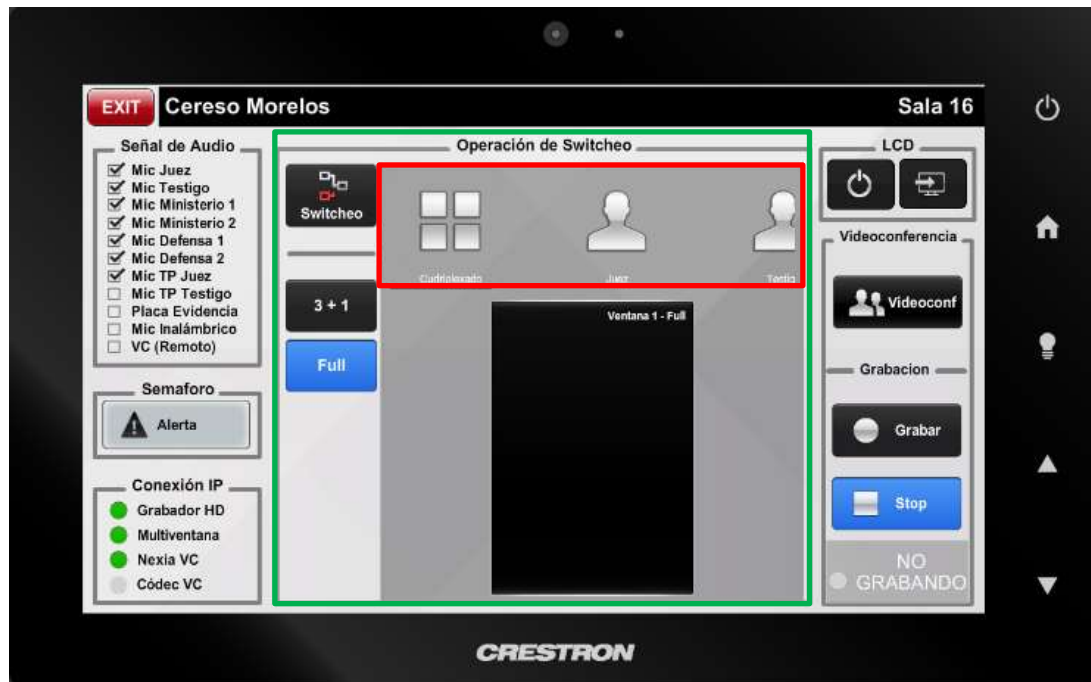 EXIT Cereso Morelos Sala 16
Señal de Audio
Mic Juez
Mic Testigo
Mic Ministerio 1
Mic Ministerio 2
Mic Defensa 1
Mic Defensa 2
Mic TP Juez
Mic TP Testigo
Placa Evidencia
Mic Inalámbrico
VC (Remoto)
Semaforo
Alerta
Conexión IP
Grabador HD
Multiventana
Nexia VC
Códec VC
Operación de Switcheo
Switcheo
3 + 1
Full
Juez
Testig
Ventana 1 - Full
LCD
Videoconferencia
Videoconf
Grabacion
Grabar
Stop
NO
GRABANDO
CRESTRON